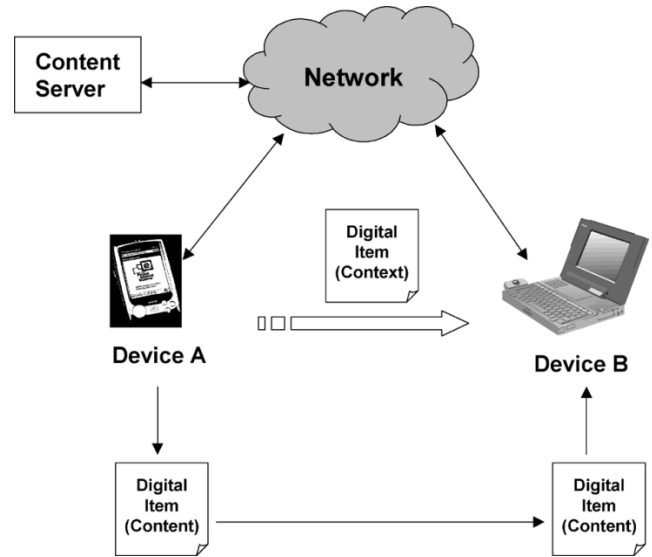 Content
Server
Network
Digital
Item
(Context)
Device A
Device B
Digital
Item
(Content)
Digital
Item
(Content)